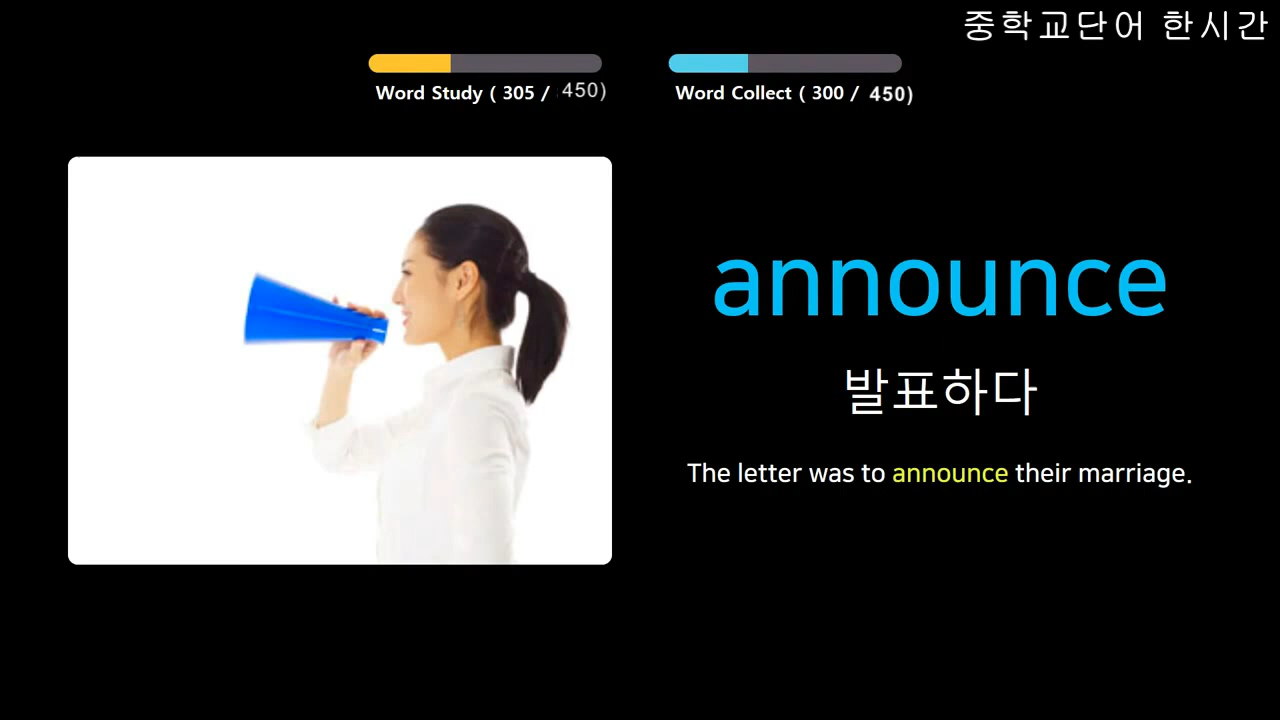 중학교단어 한시간
Word Study ( 305 / 450)
Word Collect ( 300 / 450)
announce
발표하다
The letter was to announce their marriage.